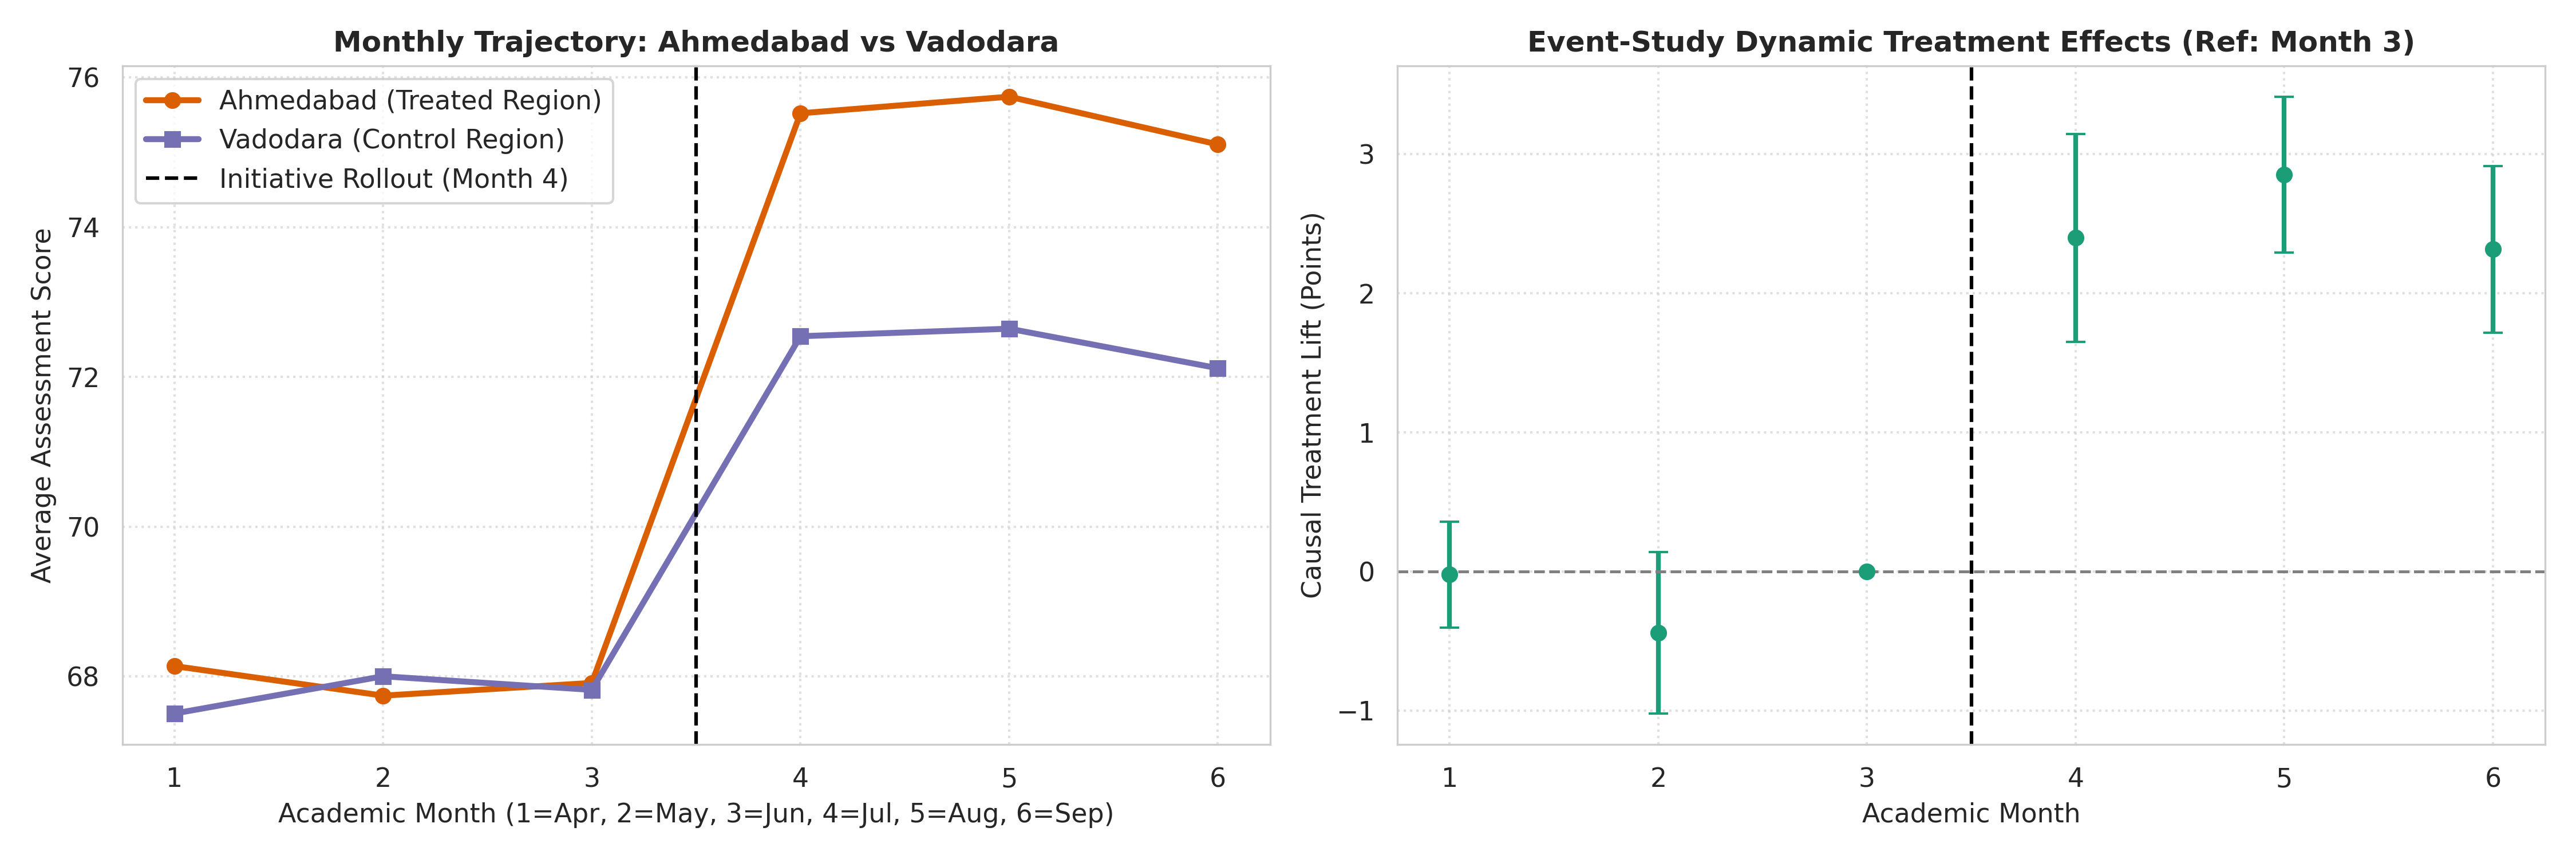 Monthly Trajectory: Ahmedabad vs Vadodara
Ahmedabad (Treated Region)
Vadodara (Control Region)
Initiative Rollout (Month 4)
Average Assessment Score
76
74
72
70
68
1 2 3 4 5 6
Academic Month (1=Apr, 2=May, 3=Jun, 4=Jul, 5=Aug, 6=Sep)
Event-Study Dynamic Treatment Effects (Ref: Month 3)
Causal Treatment Lift (Points)
3
2
1
0
−1
1 2 3 4 5 6
Academic Month